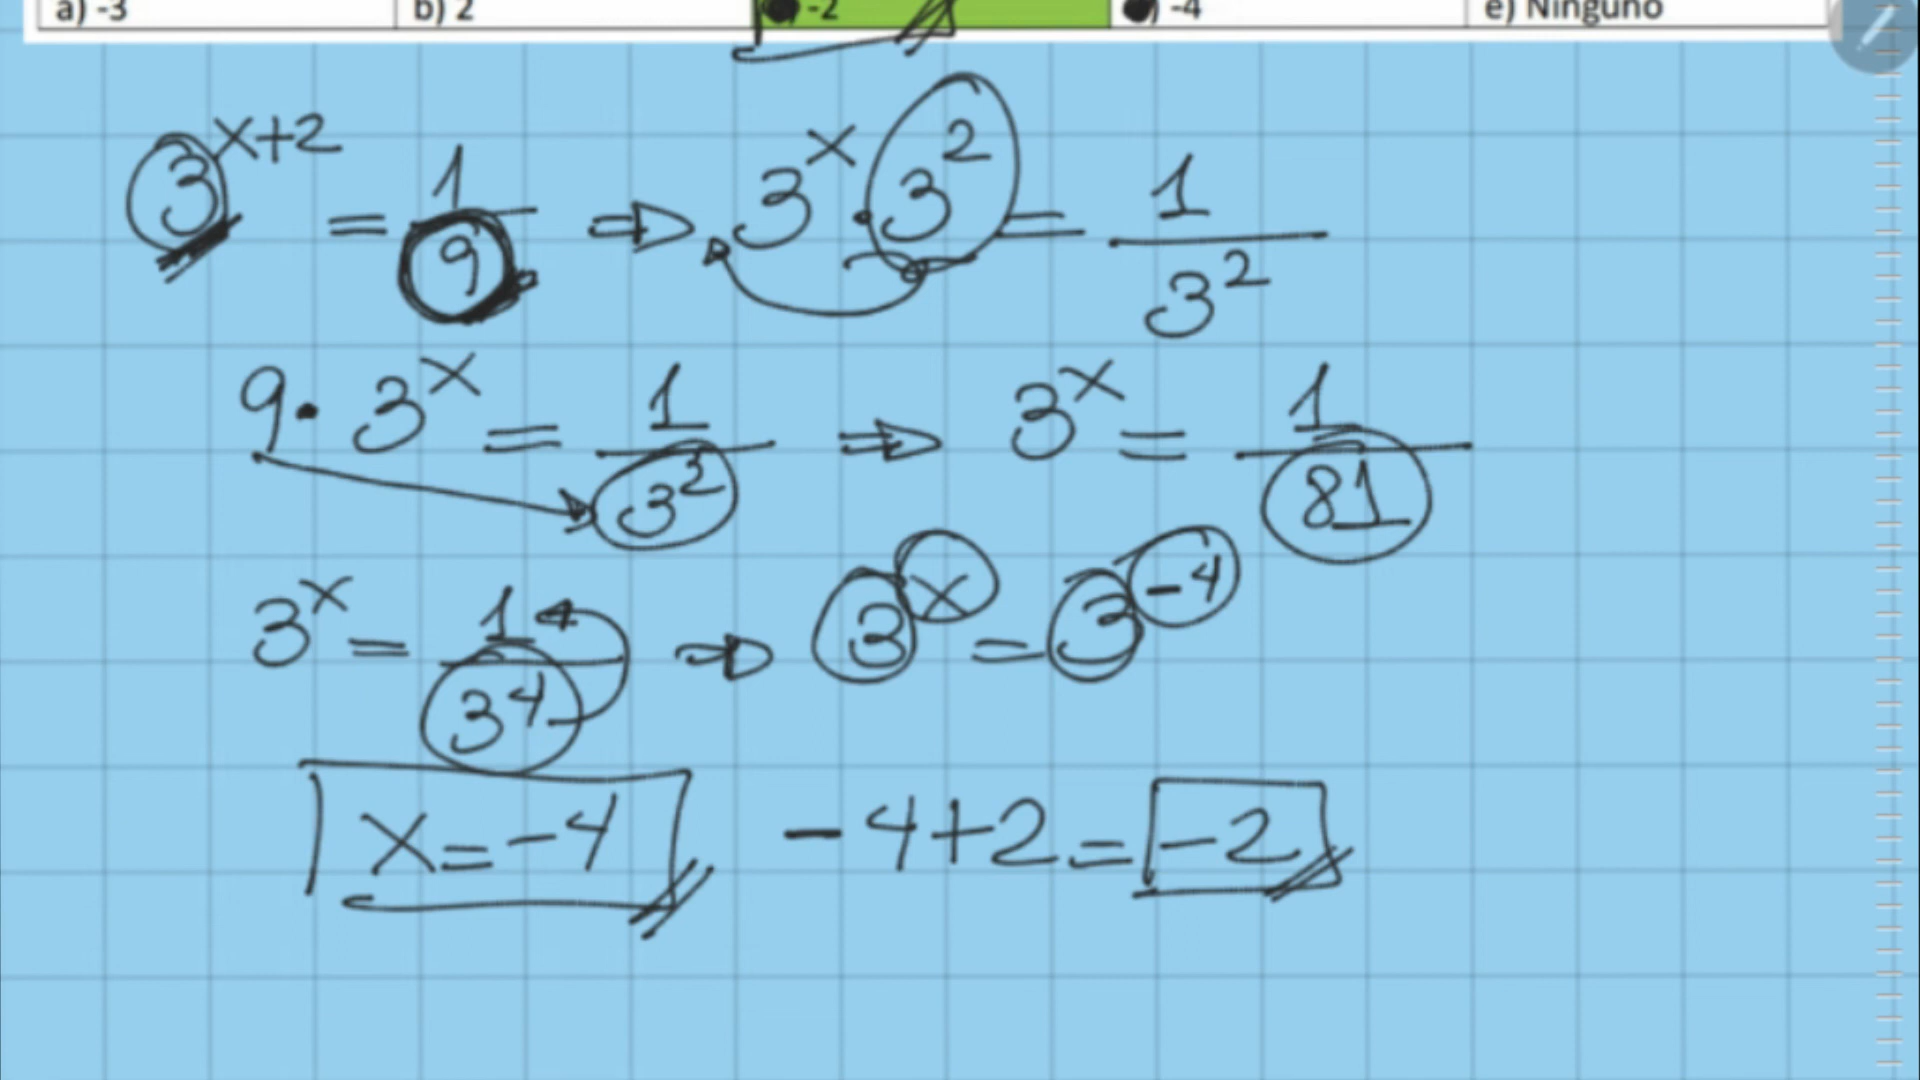 a) -3 b) 2 -2 -4 e) Ninguno
3^{x+2} = 1/9 ⇒ 3^x · 3^2 = 1/3^2
9 · 3^x = 1/3^2 ⇒ 3^x = 1/81
3^x = 1/3^4 ⇒ 3^x = 3^{-4}
x = -4 -4+2 = -2